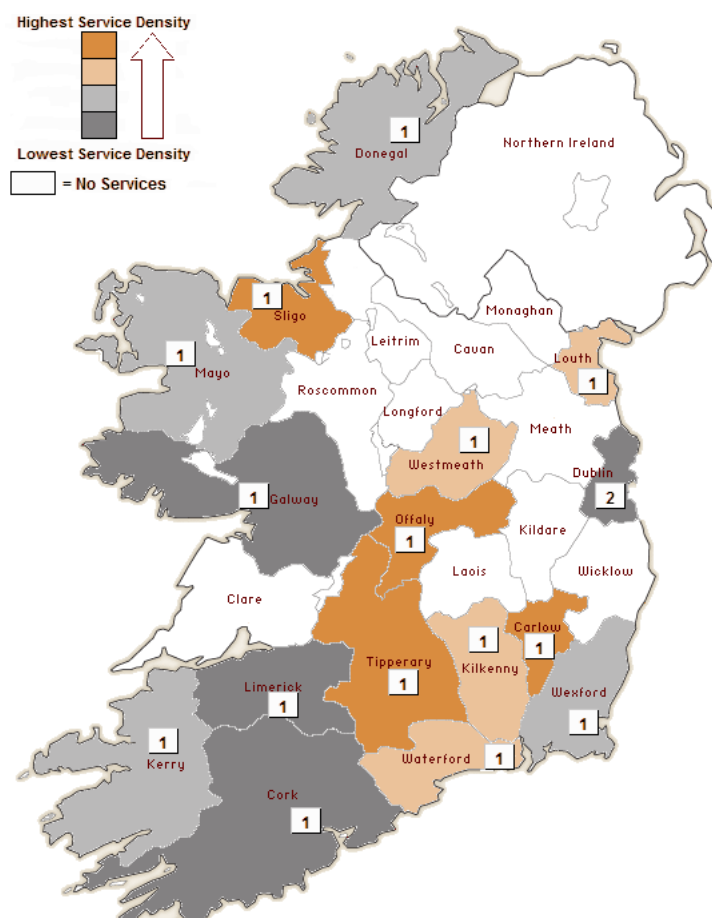 Highest Service Density
Lowest Service Density
= No Services
1
Donegal
Northern Ireland
1
Sligo
Monaghan
Leitrim
Cavan
Louth
1
1
Mayo
Roscommon
Longford
Meath
1
Westmeath
Dublin
2
1
Galway
Offaly
1
Kildare
Laois
Wicklow
Clare
1
Carlow
1
Tipperary
1
Kilkenny
Limerick
1
Wexford
1
1
Kerry
Waterford
1
Cork
1